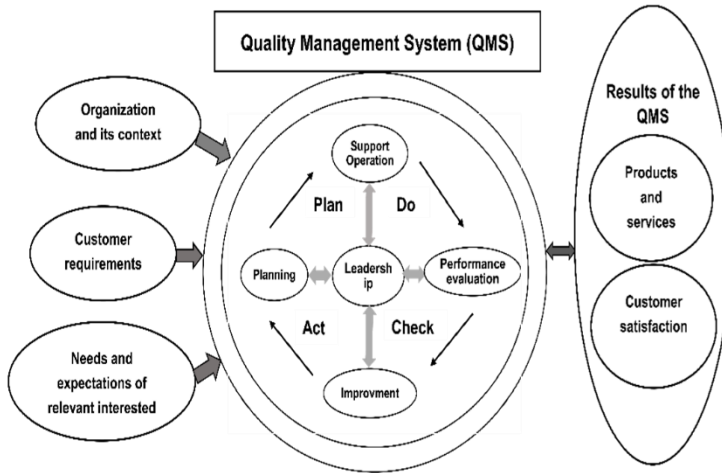 Quality Management System (QMS)
Organization
and its context
Customer
requirements
Needs and
expectations of
relevant interested
Support
Operation
Plan
Do
Planning
Leadersh
ip
Performance
evaluation
Act
Check
Improvment
Results of the
QMS
Products
and
services
Customer
satisfaction